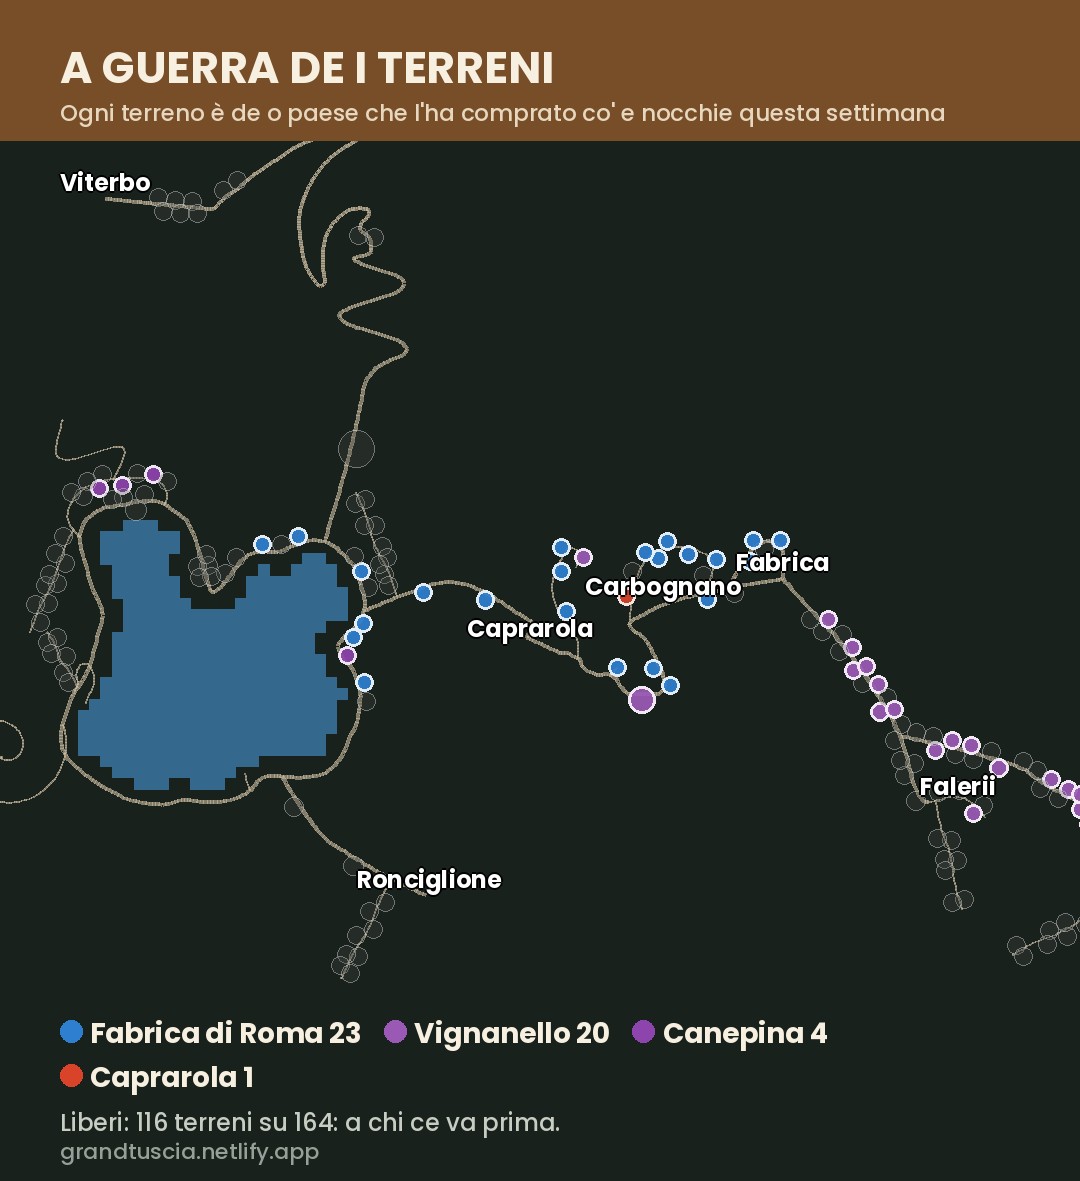 A GUERRA DE I TERRENI
Ogni terreno è de o paese che l'ha comprato co' e nocchie questa settimana
Viterbo
Fabrica
Carbognano
Caprarola
Falerii
Ronciglione
Fabrica di Roma 23 Vignanello 20 Canepina 4
Caprarola 1
Liberi: 116 terreni su 164: a chi ce va prima.
grandtuscia.netlify.app